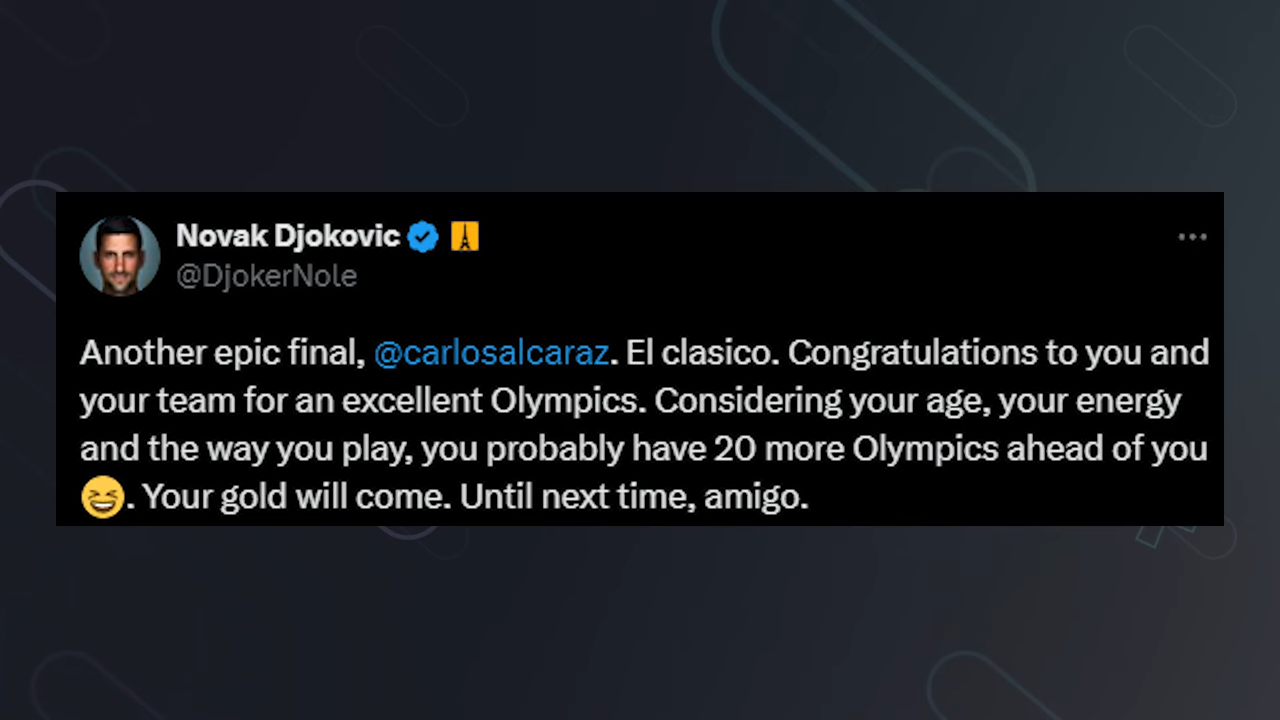 Novak Djokovic
@DjokerNole
Another epic final, @carlosalcaraz. El clasico. Congratulations to you and
your team for an excellent Olympics. Considering your age, your energy
and the way you play, you probably have 20 more Olympics ahead of you
😆. Your gold will come. Until next time, amigo.